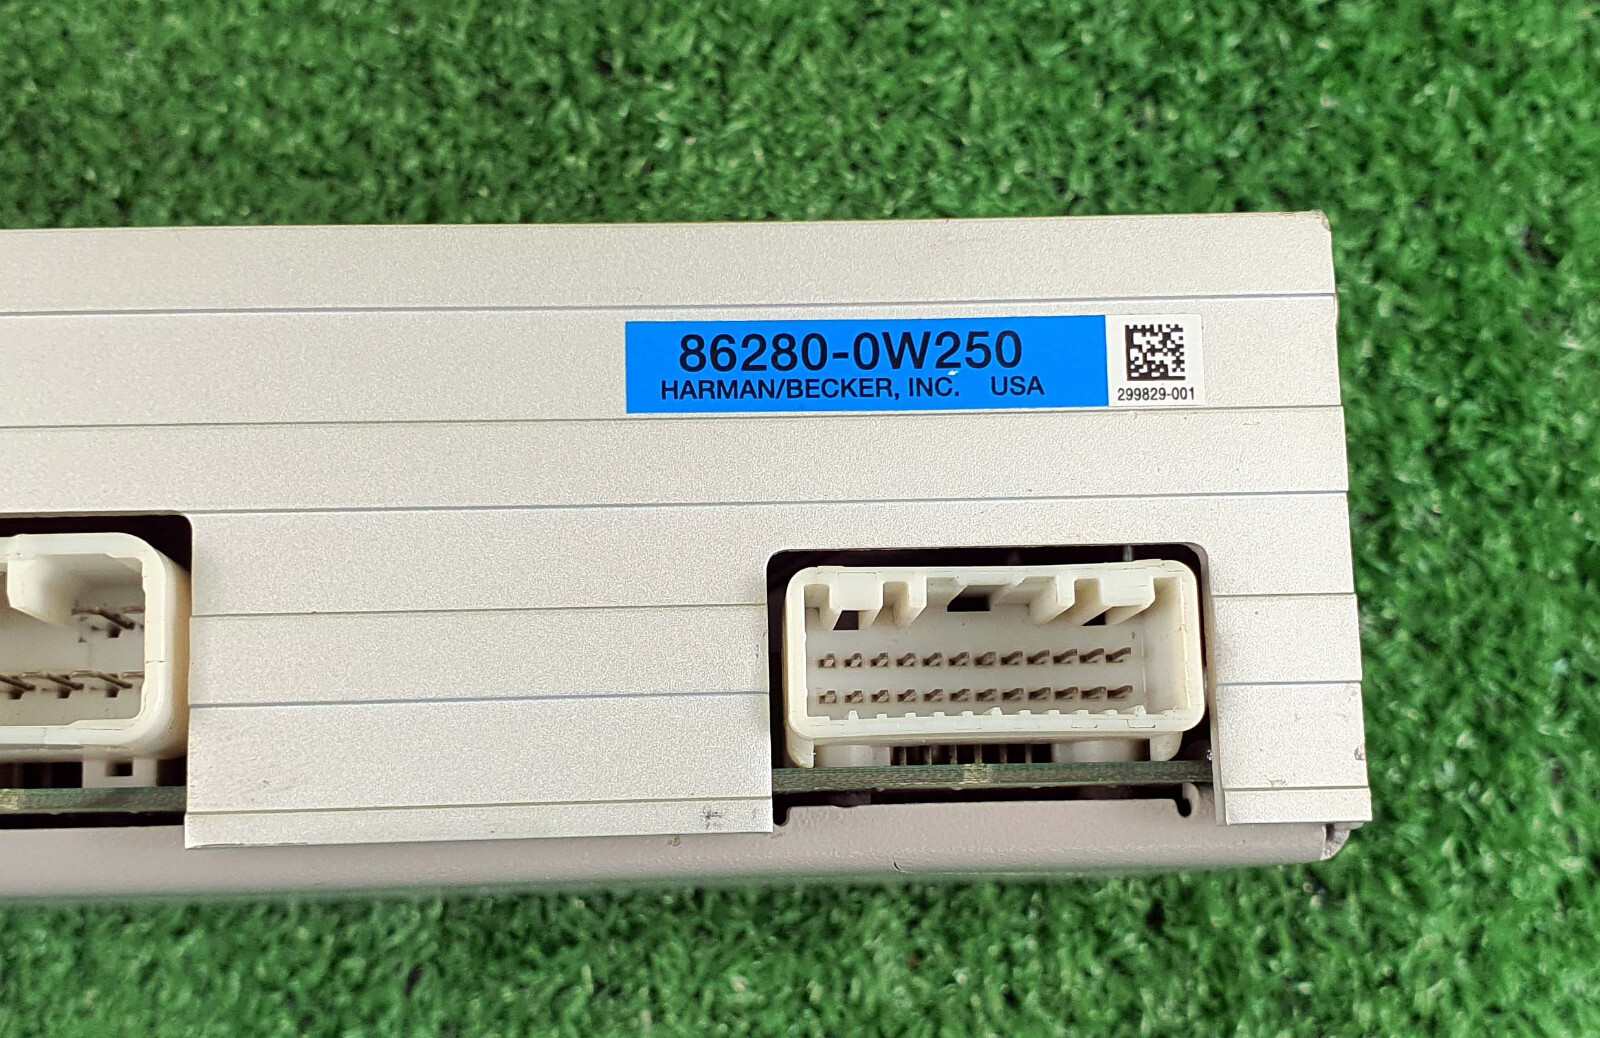 86280-0W250
HARMAN/BECKER, INC. USA
299829-001